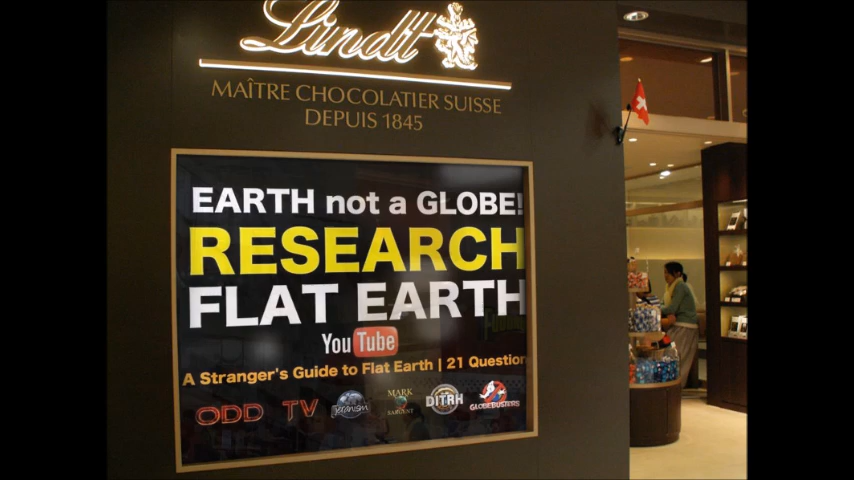 Lindt
MAÎTRE CHOCOLATIER SUISSE
DEPUIS 1845
EARTH not a GLOBE!
RESEARCH
FLAT EARTH
YouTube
A Stranger's Guide to Flat Earth | 21 Question
ODD TV jeranism MARK SARGENT DITRH GLOBEBUSTERS